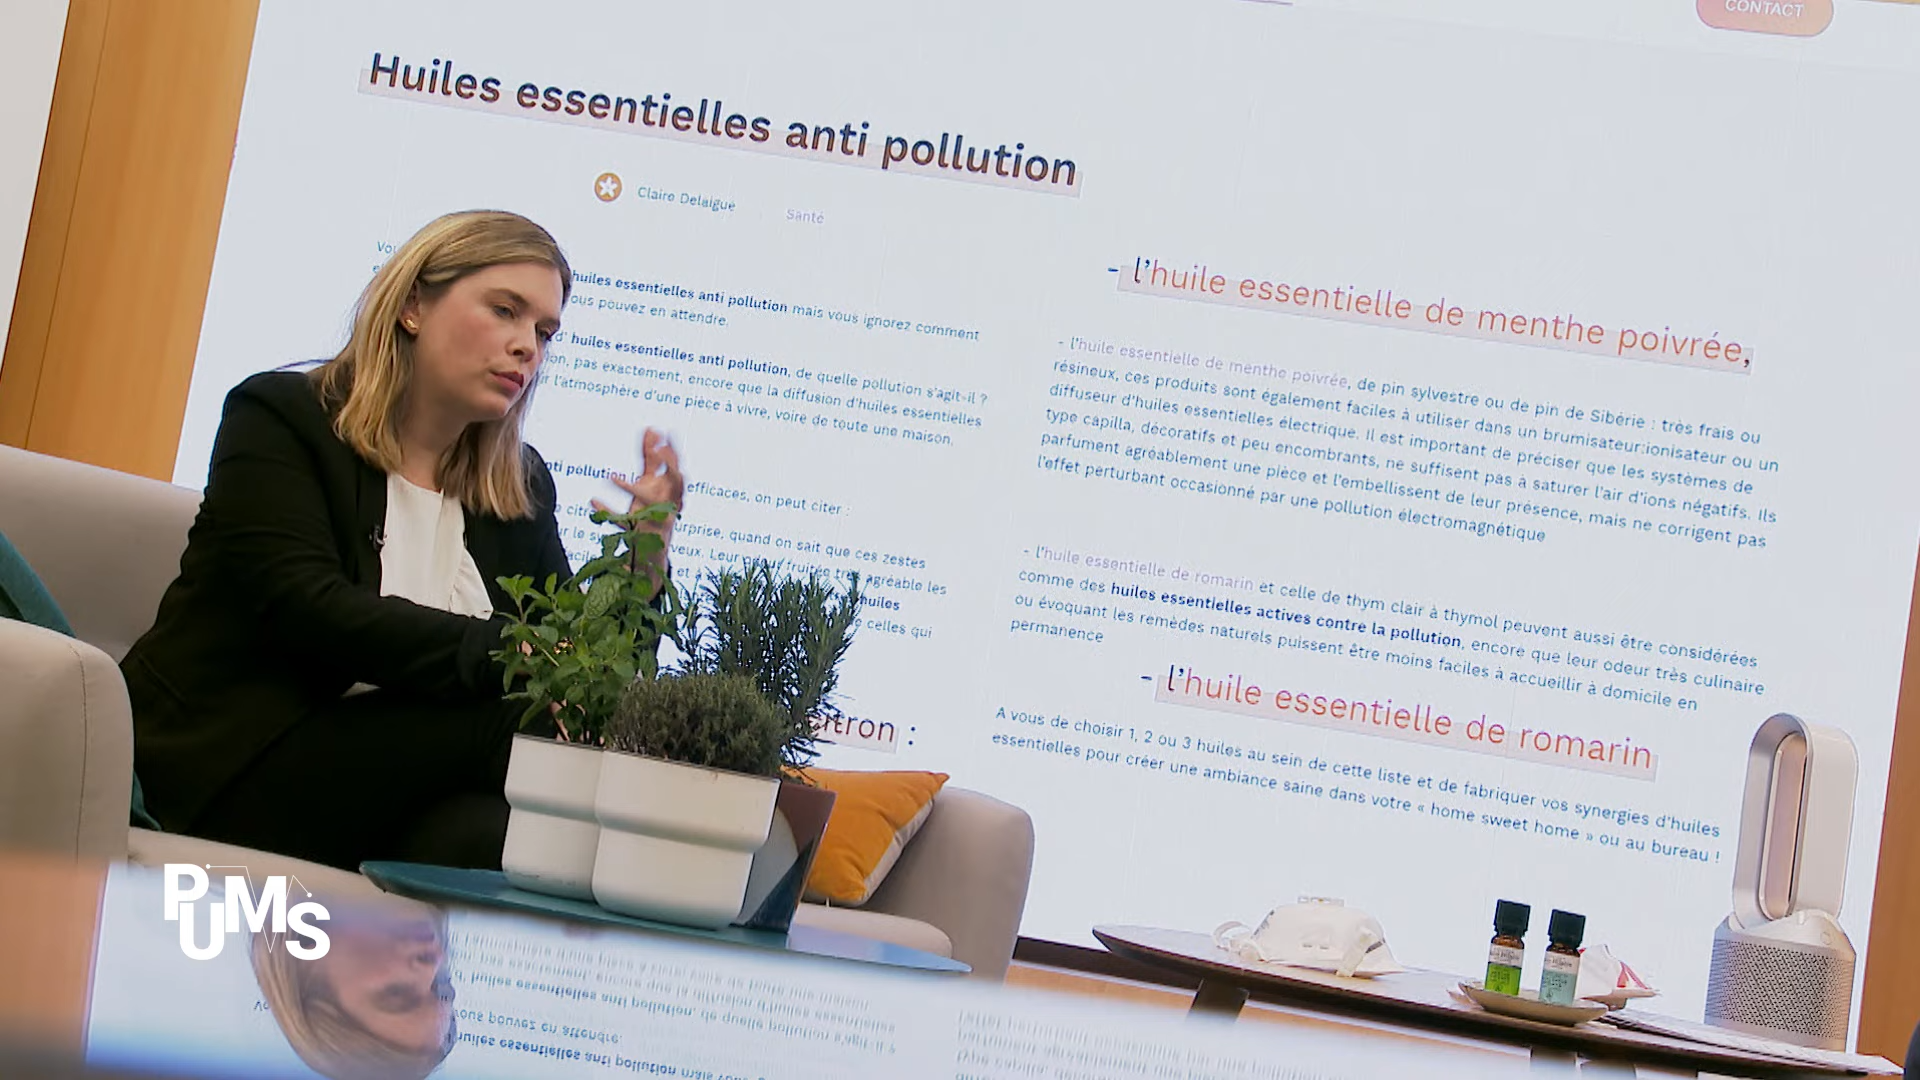 CONTACT
Huiles essentielles anti pollution
Claire Delaigue
Santé
huiles essentielles anti pollution mais vous ignorez comment
vous pouvez en attendre.
d' huiles essentielles anti pollution, de quelle pollution s'agit-il ?
pas exactement, encore que la diffusion d'huiles essentielles
l'atmosphère d'une pièce à vivre, voire de toute une maison.
anti pollution efficaces, on peut citer :
surprise, quand on sait que ces zestes
Leur odeur fruitée très agréable les
huiles
celles qui
citron :
- l'huile essentielle de menthe poivrée,
- l'huile essentielle de menthe poivrée, de pin sylvestre ou de pin de Sibérie : très frais ou
résineux, ces produits sont également faciles à utiliser dans un brumisateur:ionisateur ou un
diffuseur d'huiles essentielles électrique. Il est important de préciser que les systèmes de
type capilla, décoratifs et peu encombrants, ne suffisent pas à saturer l'air d'ions négatifs. Ils
parfument agréablement une pièce et l'embellissent de leur présence, mais ne corrigent pas
l'effet perturbant occasionné par une pollution électromagnétique
- l'huile essentielle de romarin et celle de thym clair à thymol peuvent aussi être considérées
comme des huiles essentielles actives contre la pollution, encore que leur odeur très culinaire
ou évoquant les remèdes naturels puissent être moins faciles à accueillir à domicile en
permanence
- l'huile essentielle de romarin
A vous de choisir 1, 2 ou 3 huiles au sein de cette liste et de fabriquer vos synergies d'huiles
essentielles pour créer une ambiance saine dans votre « home sweet home » ou au bureau !
PUMS